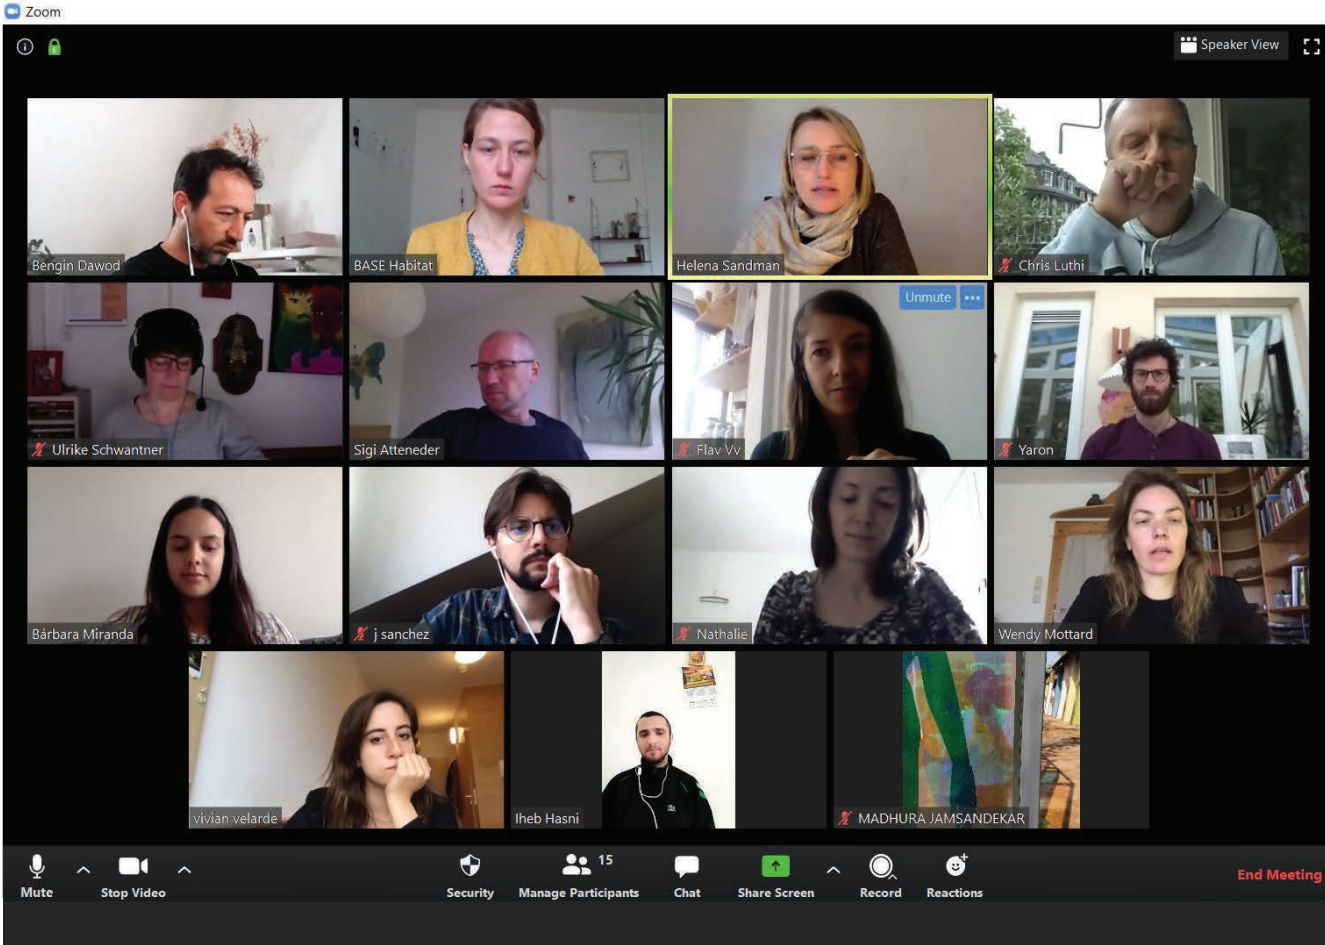 Zoom
Speaker View
Bengin Dawod
BASE Habitat
Helena Sandman
Chris Luthi
Unmute
Ulrike Schwantner
Sigi Atteneder
Flav Vv
Yaron
Bárbara Miranda
j sanchez
Nathalie
Wendy Mottard
vivian velarde
Iheb Hasni
MADHURA JAMSANDEKAR
15
Mute
Stop Video
Security
Manage Participants
Chat
Share Screen
Record
Reactions
End Meeting